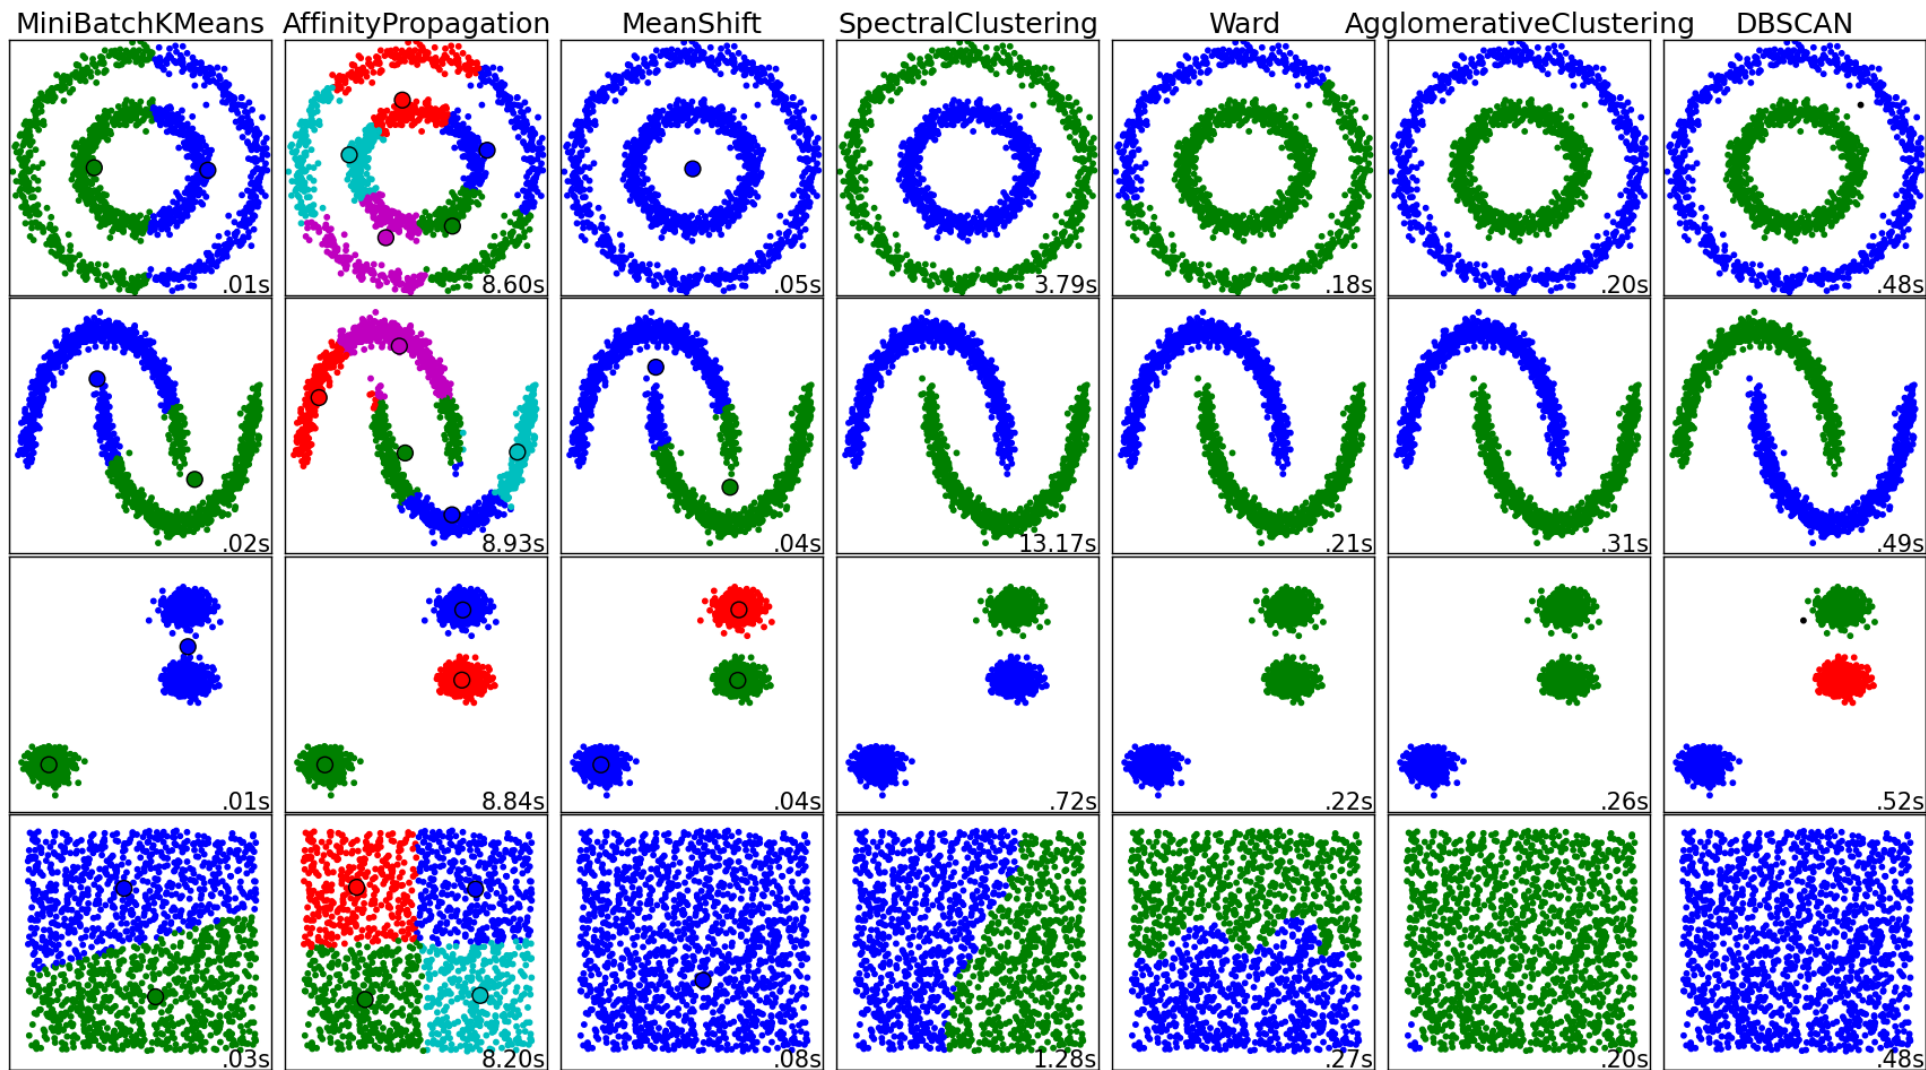 MiniBatchKMeans AffinityPropagation MeanShift SpectralClustering Ward AgglomerativeClustering DBSCAN
.01s 8.60s .05s 3.79s .18s .20s .48s
.02s 8.93s .04s 13.17s .21s .31s .49s
.01s 8.84s .04s .72s .22s .26s .52s
.03s 8.20s .08s 1.28s .27s .20s .48s